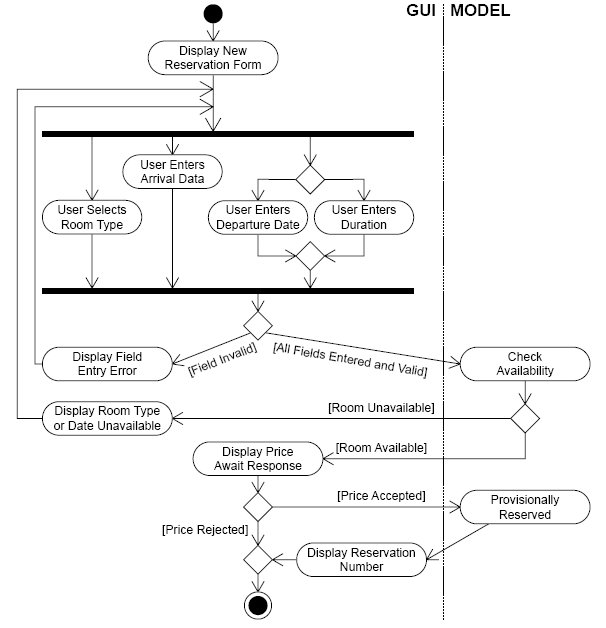 GUI MODEL
Display New
Reservation Form
User Enters
Arrival Data
User Selects
Room Type
User Enters
Departure Date
User Enters
Duration
[Field Invalid]
[All Fields Entered and Valid]
Display Field
Entry Error
Check
Availability
Display Room Type
or Date Unavailable
[Room Unavailable]
Display Price
Await Response
[Room Available]
[Price Accepted]
Provisionally
Reserved
[Price Rejected]
Display Reservation
Number